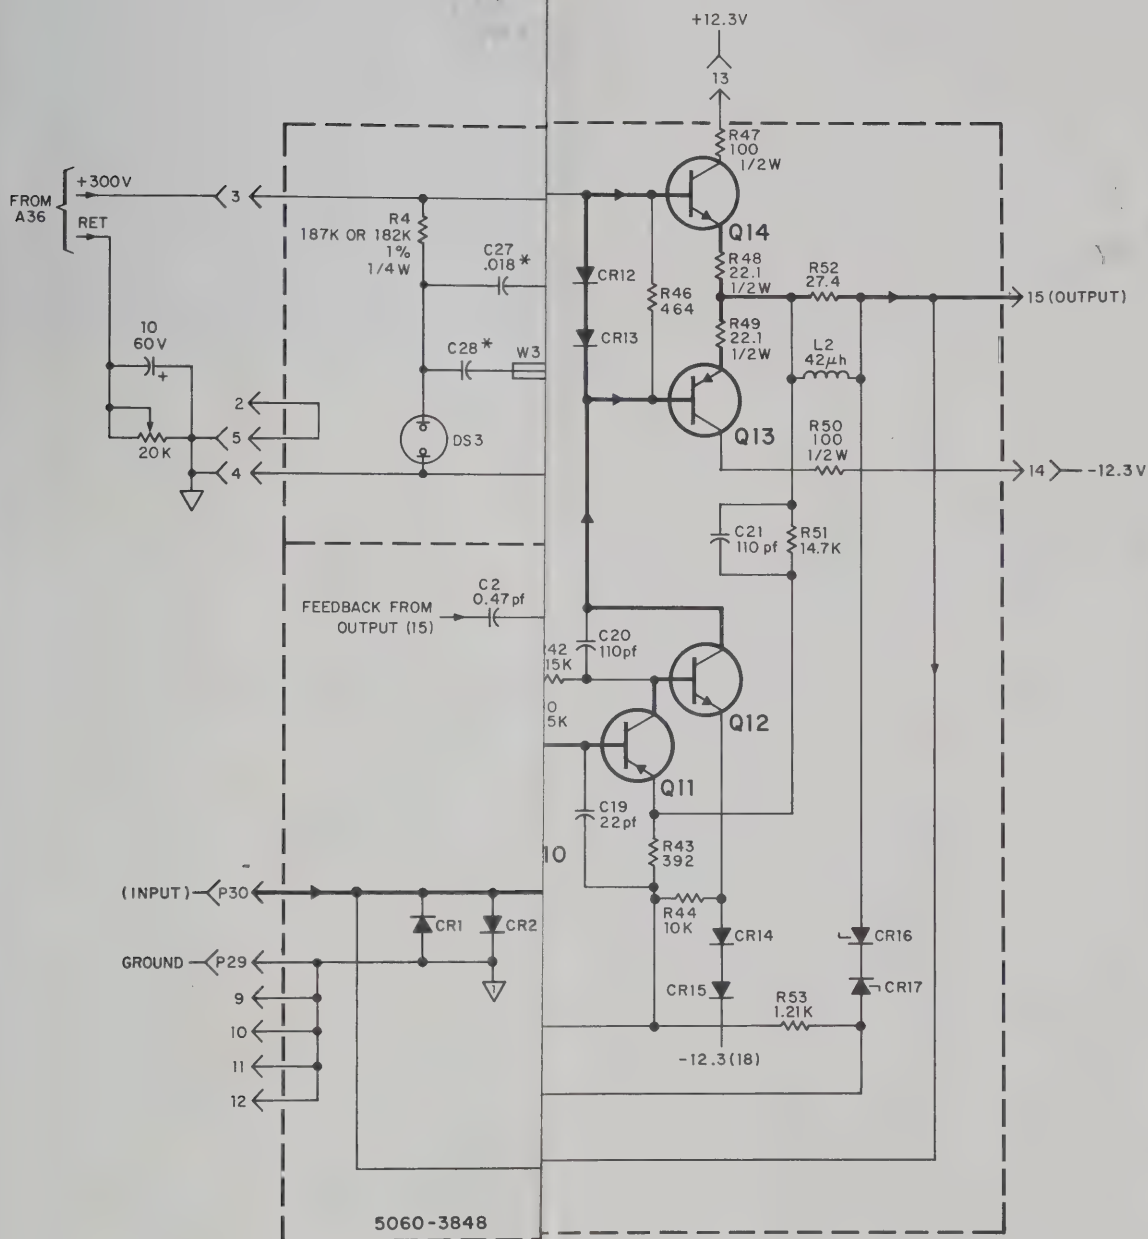 +12.3V
13
R47
100
1/2W
FROM
A36
+300V
3
RET
R4
187K OR 182K
1%
1/4W
C27
.018*
CR12
R46
464
Q14
R48
22.1
1/2W
R52
27.4
15 (OUTPUT)
CR13
R49
22.1
1/2W
L2
42µh
10
60V
+
C28*
W3
2
5
20K
4
DS3
Q13
R50
100
1/2W
14
-12.3V
C21
110pf
R51
14.7K
C2
0.47pf
FEEDBACK FROM
OUTPUT (15)
C20
110pf
42
15K
Q12
0
5K
Q11
C19
22pf
R43
392
10
(INPUT)
P30
CR1
CR2
R44
10K
CR14
CR16
GROUND
P29
1
9
10
11
12
CR15
CR17
R53
1.21K
-12.3(18)
5060-3848